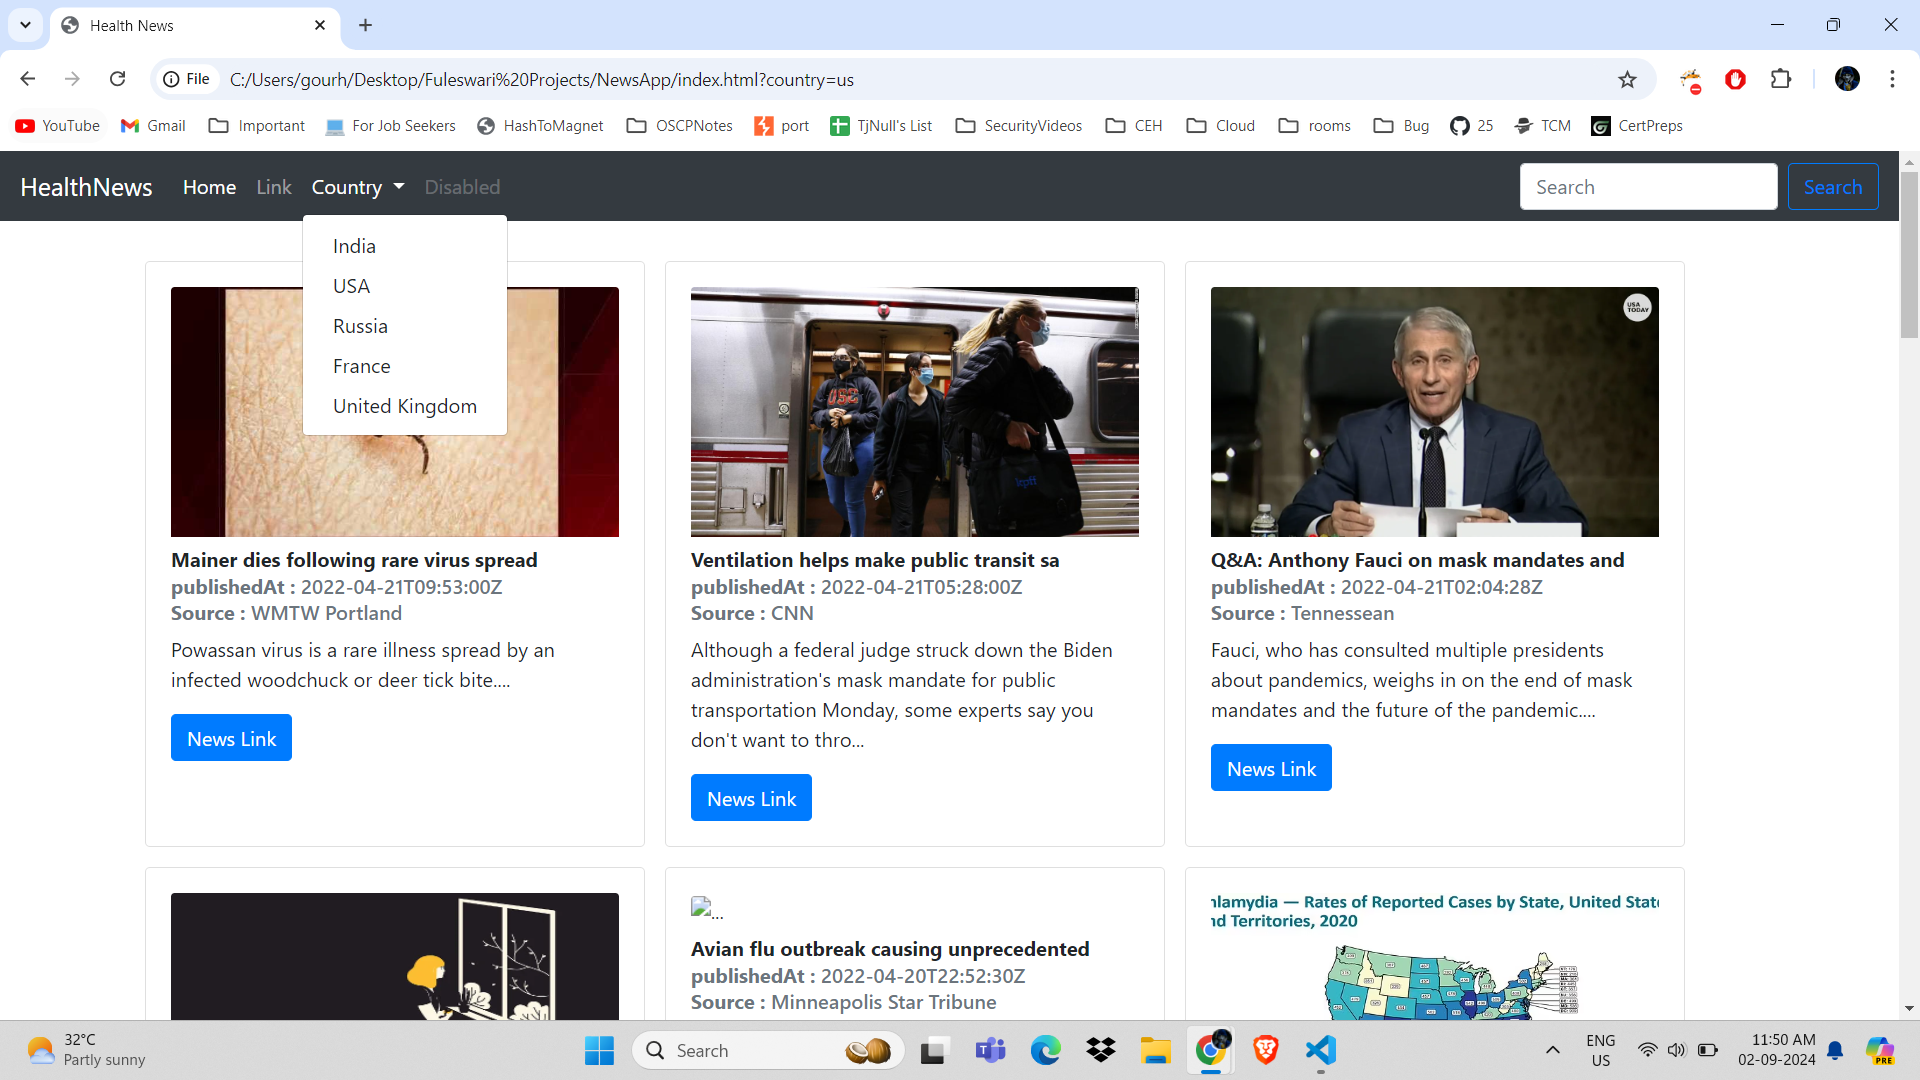 Health News
File
C:/Users/gourh/Desktop/Fuleswari%20Projects/NewsApp/index.html?country=us
YouTube Gmail Important For Job Seekers HashToMagnet OSCPNotes port TjNull's List SecurityVideos CEH Cloud rooms Bug 25 TCM CertPreps
HealthNews Home Link Country Disabled Search Search
India
USA
Russia
France
United Kingdom
USA
TODAY
Mainer dies following rare virus spread
publishedAt : 2022-04-21T09:53:00Z
Source : WMTW Portland
Powassan virus is a rare illness spread by an
infected woodchuck or deer tick bite....
News Link
Ventilation helps make public transit sa
publishedAt : 2022-04-21T05:28:00Z
Source : CNN
Although a federal judge struck down the Biden
administration's mask mandate for public
transportation Monday, some experts say you
don't want to thro...
News Link
Q&A: Anthony Fauci on mask mandates and
publishedAt : 2022-04-21T02:04:28Z
Source : Tennessean
Fauci, who has consulted multiple presidents
about pandemics, weighs in on the end of mask
mandates and the future of the pandemic....
News Link
...
Avian flu outbreak causing unprecedented
publishedAt : 2022-04-20T22:52:30Z
Source : Minneapolis Star Tribune
hlamydia — Rates of Reported Cases by State, United State
nd Territories, 2020
32°C
Partly sunny
Search
ENG
US
11:50 AM
02-09-2024
PRE